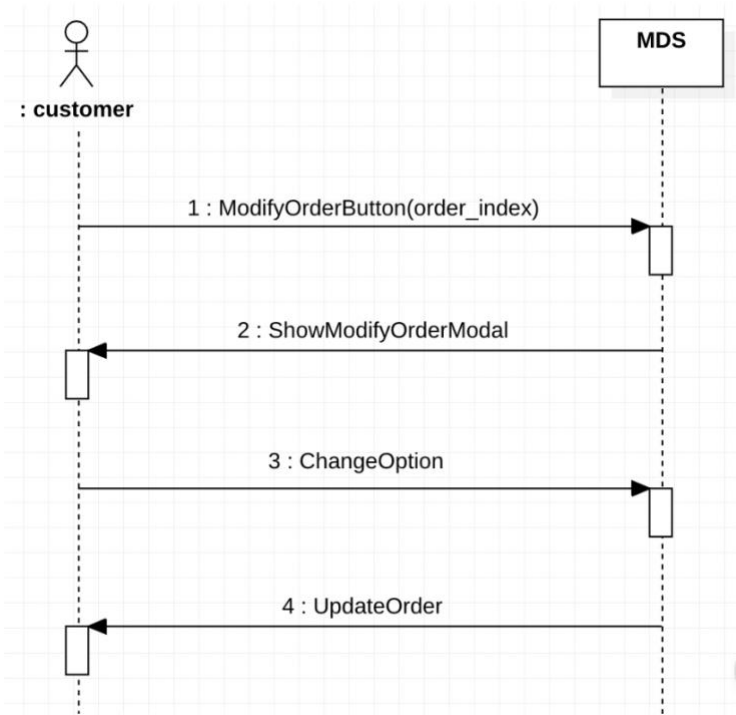 MDS
: customer
1 : ModifyOrderButton(order_index)
2 : ShowModifyOrderModal
3 : ChangeOption
4 : UpdateOrder